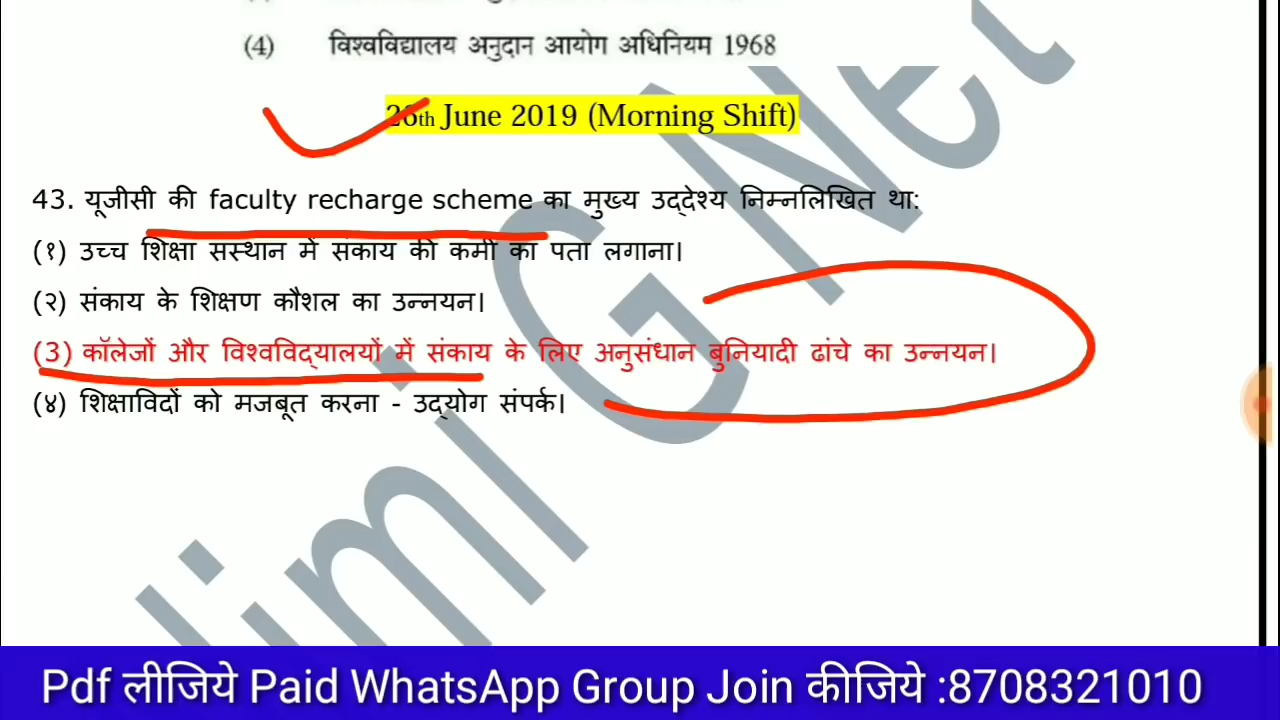 (4) विश्वविद्यालय अनुदान आयोग अधिनियम 1968
26th June 2019 (Morning Shift)
43. यूजीसी की faculty recharge scheme का मुख्य उद्देश्य निम्नलिखित था:
(१) उच्च शिक्षा संस्थान में संकाय की कमी का पता लगाना।
(२) संकाय के शिक्षण कौशल का उन्नयन।
(3) कॉलेजों और विश्वविद्यालयों में संकाय के लिए अनुसंधान बुनियादी ढांचे का उन्नयन।
(४) शिक्षाविदों को मजबूत करना - उद्योग संपर्क।
Pdf लीजिये Paid WhatsApp Group Join कीजिये :8708321010